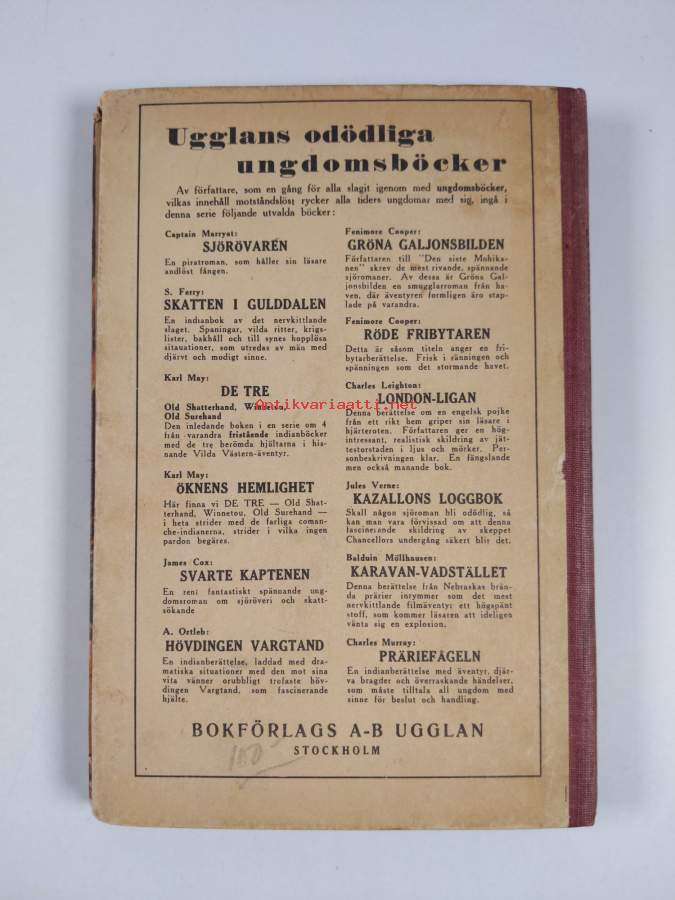 Ugglans odödliga
ungdomsböcker
Av författare, som en gång för alla slagit igenom med ungdomsböcker,
vilkas innehåll motståndslöst rycker alla tiders ungdomar med sig, ingå i
denna serie följande utvalda böcker:
Captain Marryat:
SJÖRÖVARÉN
En piratroman, som håller sin läsare
andlöst fången.
S. Ferry:
SKATTEN I GULDDALEN
En indianbok av det nervkittlande
slaget. Spaningar, vilda ritter, krigs-
lister, bakhåll och till synes hopplösa
situationer, som utredas av män med
djärvt och modigt sinne.
Karl May:
DE TRE
Old Shatterhand, Winnetou,
Old Surehand
Den inledande boken i en serie om 4
från varandra fristående indianböcker
med de tre berömda hjältarna i his-
nande Vilda Västern-äventyr.
Karl May:
ÖKNENS HEMLIGHET
Här finna vi DE TRE — Old Shat-
terhand, Winnetou, Old Surehand —
i heta strider med de farliga coman-
che-indianerna, strider i vilka ingen
pardon begäres.
James Cox:
SVARTE KAPTENEN
En rent fantastiskt spännande ung-
domsroman om sjöröveri och skatt-
sökande
A. Ortleb:
HÖVDINGEN VARGTAND
En indianberättelse, laddad med dra-
matiska situationer med den mot sina
vita vänner orubbligt trofaste höv-
dingen Vargtand, som fascinerande
hjälte.
Fenimore Cooper:
GRÖNA GALJONSBILDEN
Författaren till "Den siste Mohika-
nen" skrev de mest rivande, spännande
sjöromaner. Av dessa är Gröna Gal-
jonsbilden en smugglarroman från ha-
ven, där äventyren formligen äro stap-
lade på varandra.
Fenimore Cooper:
RÖDE FRIBYTAREN
Detta är såsom titeln anger en fri-
bytarberättelse. Frisk i sänningen och
spänningen som det stormande havet.
Charles Leighton:
LONDON-LIGAN
Denna berättelse om en engelsk pojke
från ett rikt hem griper sin läsare i
hjärteroten. Författaren ger en hög-
intressant, realistisk skildring av jät-
testorstaden i ljus och mörker. Per-
sonbeskrivningen klar. En fängslande
men också manande bok.
Jules Verne:
KAZALLONS LOGGBOK
Skall någon sjöroman bli odödlig, så
kan man vara förvissad om att denna
fascinerande skildring av skeppet
Chancellors undergång säkert blir det.
Balduin Möllhausen:
KARAVAN-VADSTÄLLET
Denna berättelse från Nebraskas brän-
da prärier inrymmer som det mest
nervkittlande filmäventyr ett högspänt
stoff, som kommer läsaren att ideligen
vänta sig en explosion.
Charles Murray:
PRÄRIEFÅGELN
En indianberättelse med äventyr, djär-
va bragder och överraskande händelser,
som måste tilltala all ungdom med
sinne för beslut och handling.
BOKFÖRLAGS A-B UGGLAN
STOCKHOLM
100-
Antikvariaatti.net